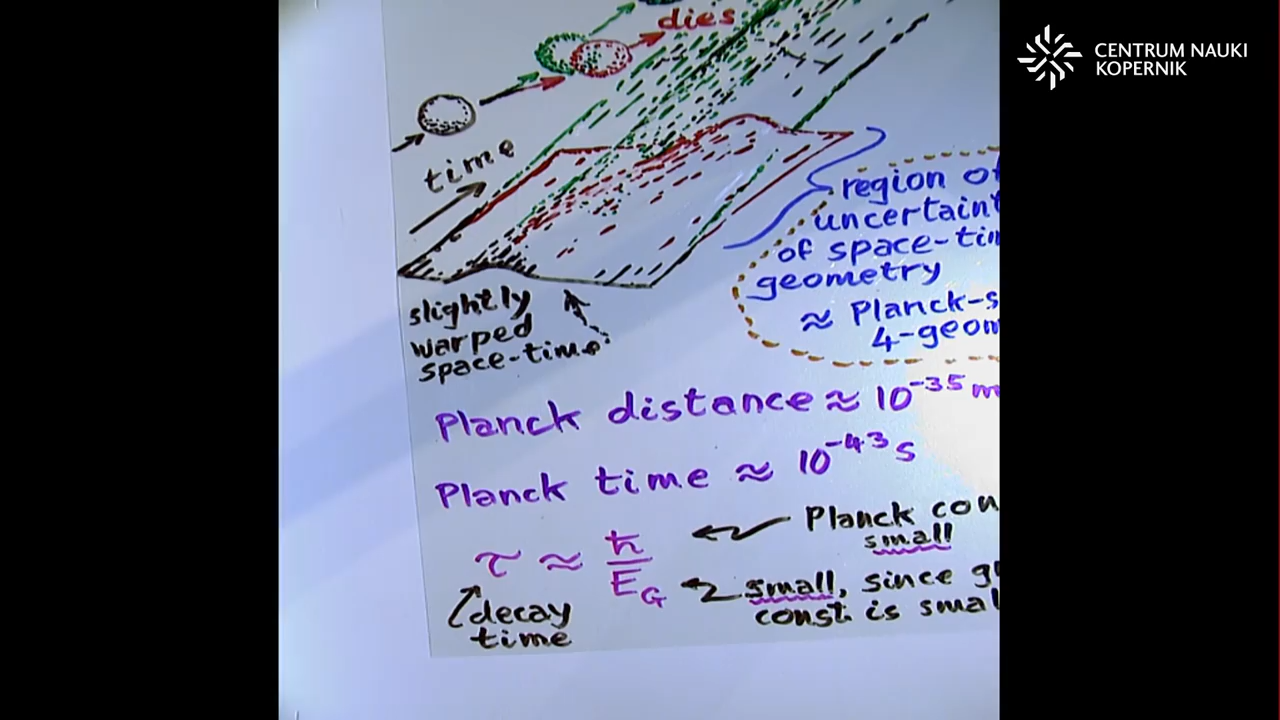 CENTRUM NAUKI
KOPERNIK
dies
time
region of
uncertaint
of space-tim
geometry
≈ Planck-s
4-geom
slightly
warped
space-time
Planck distance ≈ 10⁻³⁵ m
Planck time ≈ 10⁻⁴³ s
τ ≈ ħ/E_G
Planck con
small
small, since g
const. is smal
decay
time